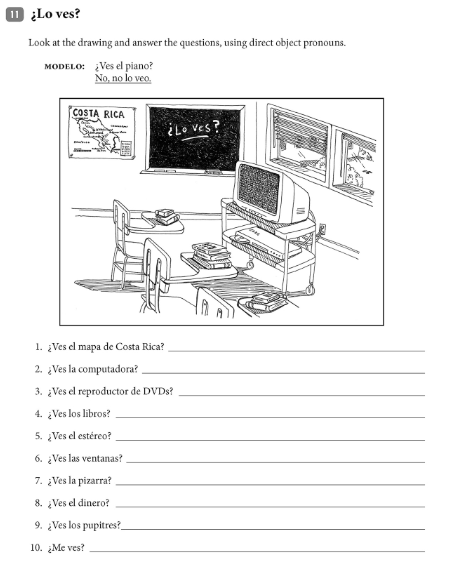 11 ¿Lo ves?
Look at the drawing and answer the questions, using direct object pronouns.
MODELO: ¿Ves el piano?
No, no lo veo.
COSTA RICA
¿Lo ves?
1. ¿Ves el mapa de Costa Rica?
2. ¿Ves la computadora?
3. ¿Ves el reproductor de DVDs?
4. ¿Ves los libros?
5. ¿Ves el estéreo?
6. ¿Ves las ventanas?
7. ¿Ves la pizarra?
8. ¿Ves el dinero?
9. ¿Ves los pupitres?
10. ¿Me ves?